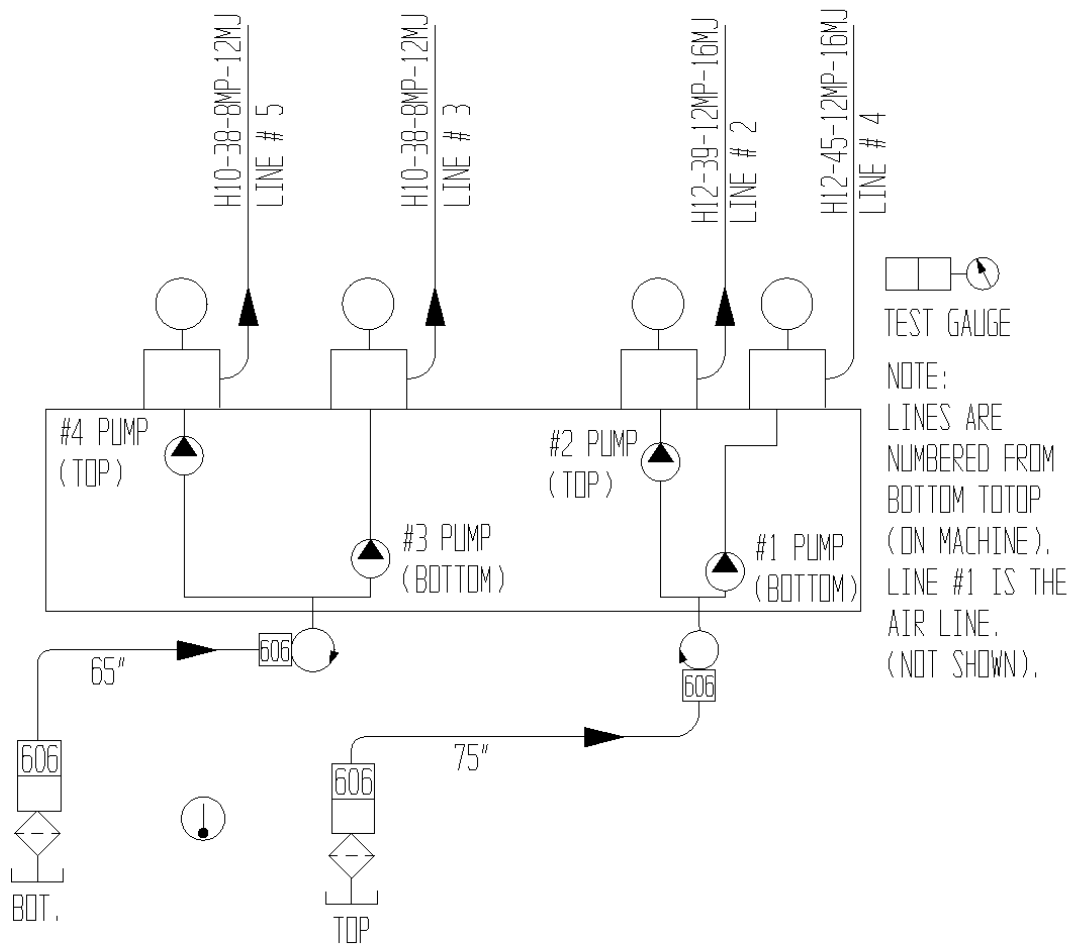 H10-38-8MP-12MJ
LINE # 5
H10-38-8MP-12MJ
LINE # 3
H12-39-12MP-16MJ
LINE # 2
H12-45-12MP-16MJ
LINE # 4
TEST GAUGE
NOTE:
LINES ARE
NUMBERED FROM
BOTTOM TOTOP
(ON MACHINE).
LINE #1 IS THE
AIR LINE.
(NOT SHOWN).
#4 PUMP
(TOP)
#3 PUMP
(BOTTOM)
#2 PUMP
(TOP)
#1 PUMP
(BOTTOM)
606
65"
606
606
75"
606
BOT.
TOP